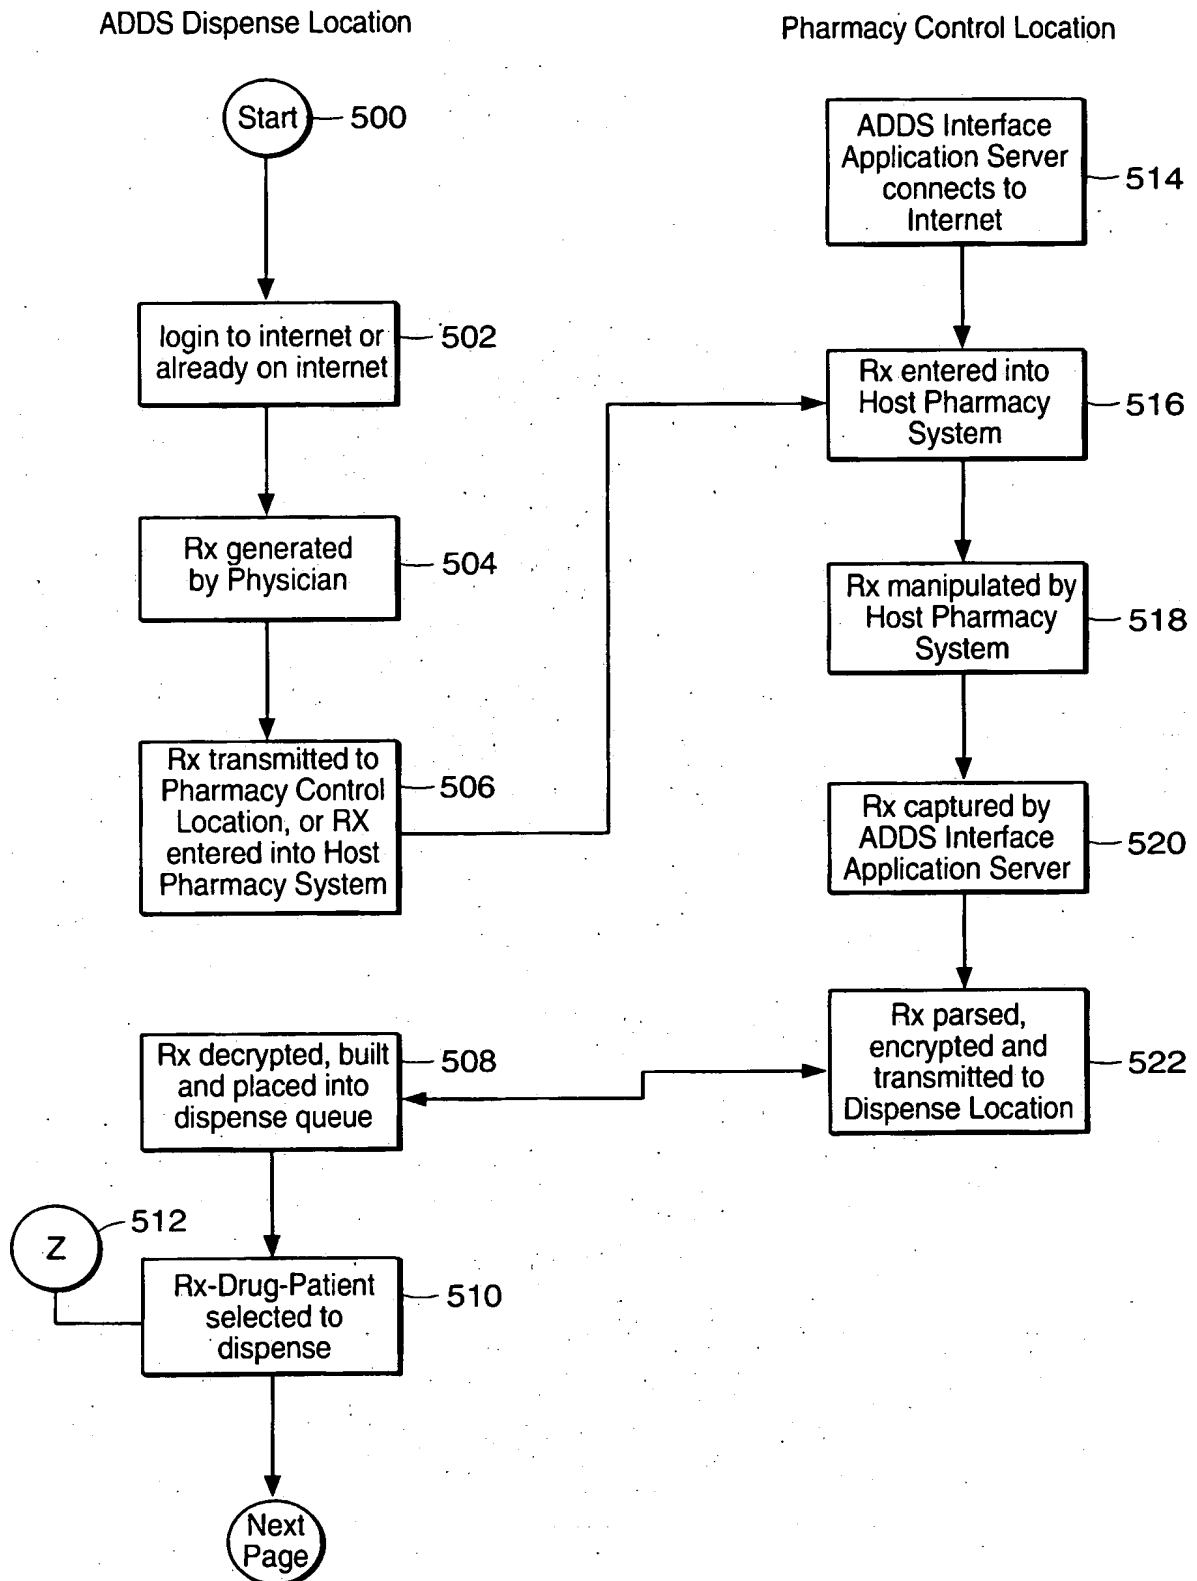 ADDS Dispense Location
Start
500
login to internet or
already on internet
502
Rx generated
by Physician
504
Rx transmitted to
Pharmacy Control
Location, or RX
entered into Host
Pharmacy System
506
Rx decrypted, built
and placed into
dispense queue
508
Z
512
Rx-Drug-Patient
selected to
dispense
510
Next
Page
Pharmacy Control Location
ADDS Interface
Application Server
connects to
Internet
514
Rx entered into
Host Pharmacy
System
516
Rx manipulated by
Host Pharmacy
System
518
Rx captured by
ADDS Interface
Application Server
520
Rx parsed,
encrypted and
transmitted to
Dispense Location
522